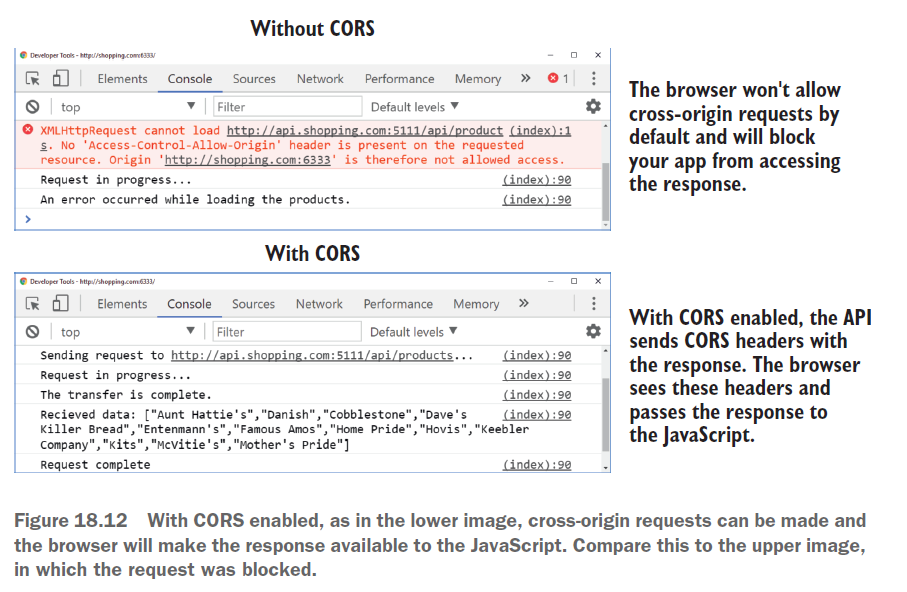 Without CORS
Developer Tools - http://shopping.com:6333/
Elements Console Sources Network Performance Memory » 1
top ▼ Filter Default levels ▼
XMLHttpRequest cannot load http://api.shopping.com:5111/api/product (index):1
s. No 'Access-Control-Allow-Origin' header is present on the requested
resource. Origin 'http://shopping.com:6333' is therefore not allowed access.
Request in progress... (index):90
An error occurred while loading the products. (index):90
>
The browser won't allow
cross-origin requests by
default and will block
your app from accessing
the response.
With CORS
Developer Tools - http://shopping.com:6333/
Elements Console Sources Network Performance Memory »
top ▼ Filter Default levels ▼
Sending request to http://api.shopping.com:5111/api/products... (index):90
Request in progress... (index):90
The transfer is complete. (index):90
Recieved data: ["Aunt Hattie's","Danish","Cobblestone","Dave's (index):90
Killer Bread","Entenmann's","Famous Amos","Home Pride","Hovis","Keebler
Company","Kits","McVitie's","Mother's Pride"]
Request complete (index):90
With CORS enabled, the API
sends CORS headers with
the response. The browser
sees these headers and
passes the response to
the JavaScript.
Figure 18.12 With CORS enabled, as in the lower image, cross-origin requests can be made and
the browser will make the response available to the JavaScript. Compare this to the upper image,
in which the request was blocked.